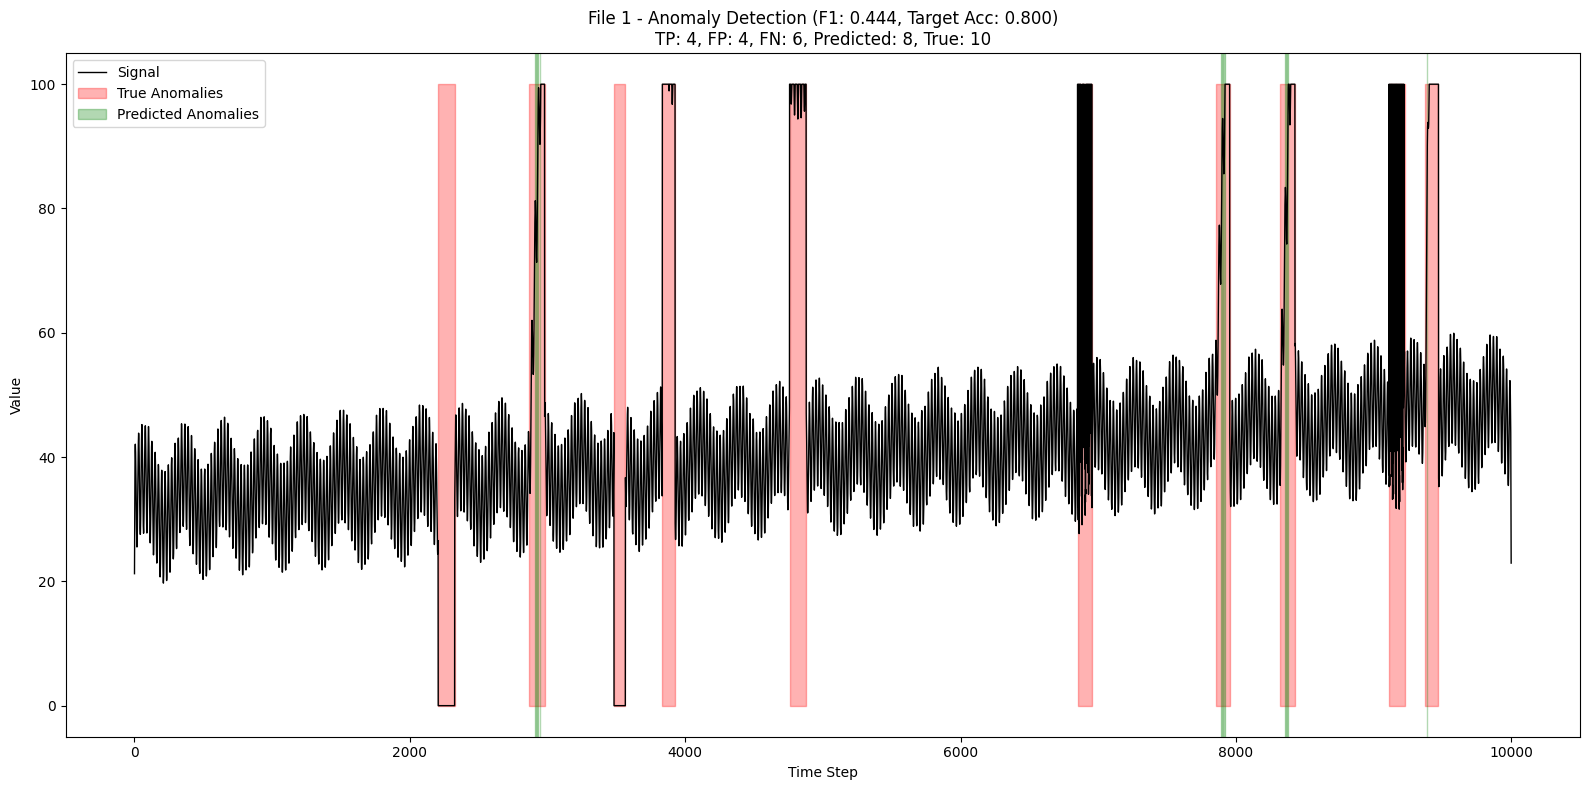 File 1 - Anomaly Detection (F1: 0.444, Target Acc: 0.800)
TP: 4, FP: 4, FN: 6, Predicted: 8, True: 10
Signal
True Anomalies
Predicted Anomalies
100
80
60
40
20
0
Value
0
2000
4000
6000
8000
10000
Time Step